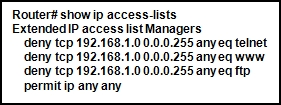 Router# show ip access-lists
Extended IP access list Managers
deny tcp 192.168.1.0 0.0.0.255 any eq telnet
deny tcp 192.168.1.0 0.0.0.255 any eq www
deny tcp 192.168.1.0 0.0.0.255 any eq ftp
permit ip any any